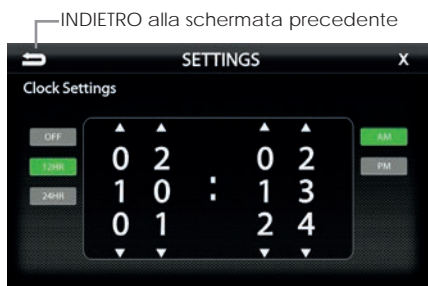 INDIETRO alla schermata precedente
SETTINGS X
Clock Settings
OFF
12HR
24HR
0 2 0 2
1 0 : 1 3
0 1 2 4
AM
PM